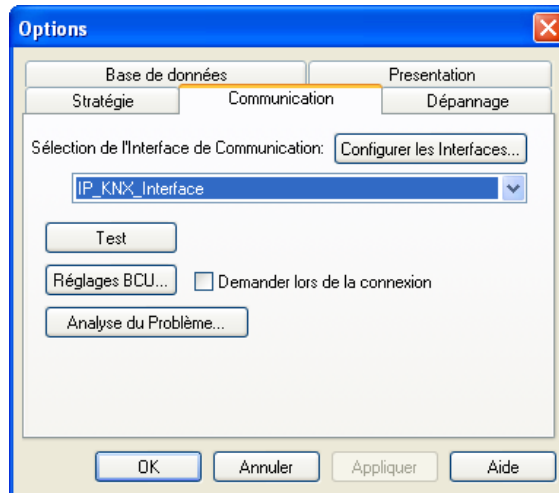 Options
Base de données Presentation
Stratégie Communication Dépannage
Sélection de l'Interface de Communication: Configurer les Interfaces...
IP_KNX_Interface
Test
Réglages BCU... Demander lors de la connexion
Analyse du Problème...
OK Annuler Appliquer Aide